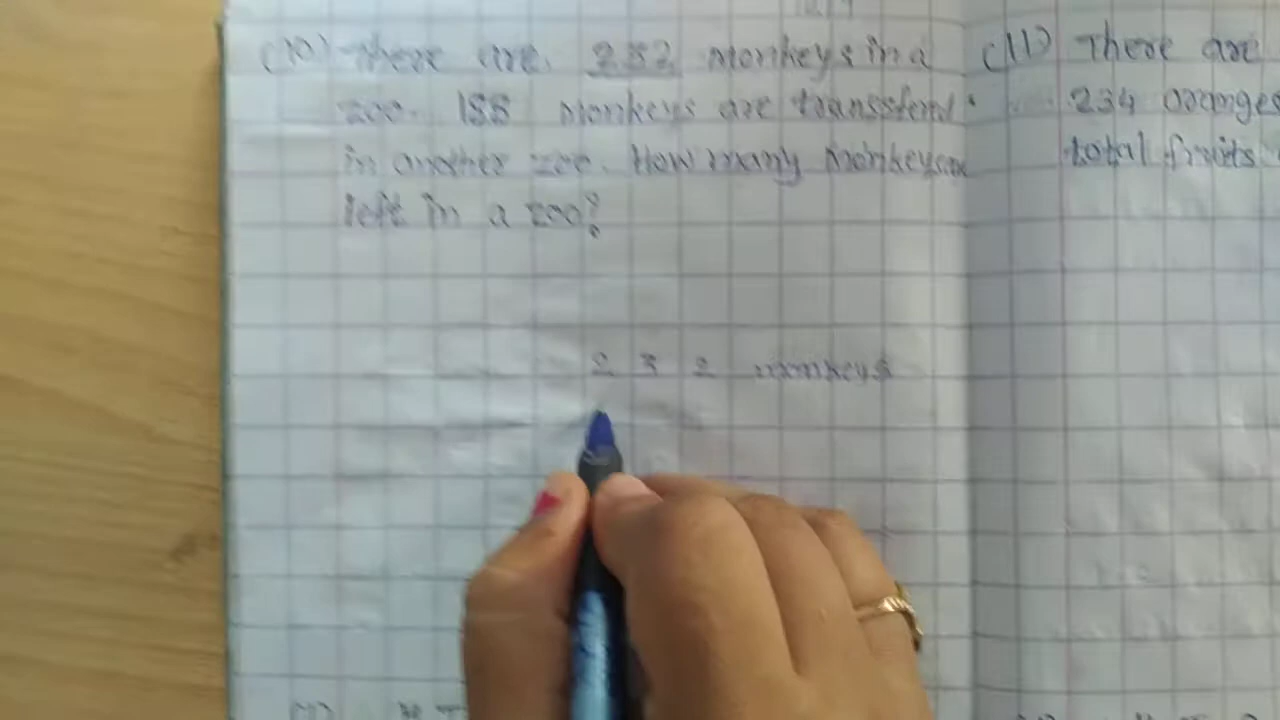 (10) There are 232 monkeys in a
zoo. 188 monkeys are transsferd
in another zoo. How many monkeys are
left in a zoo?
2 3 2 monkeys
(11) There are
234 oranges
total fruits